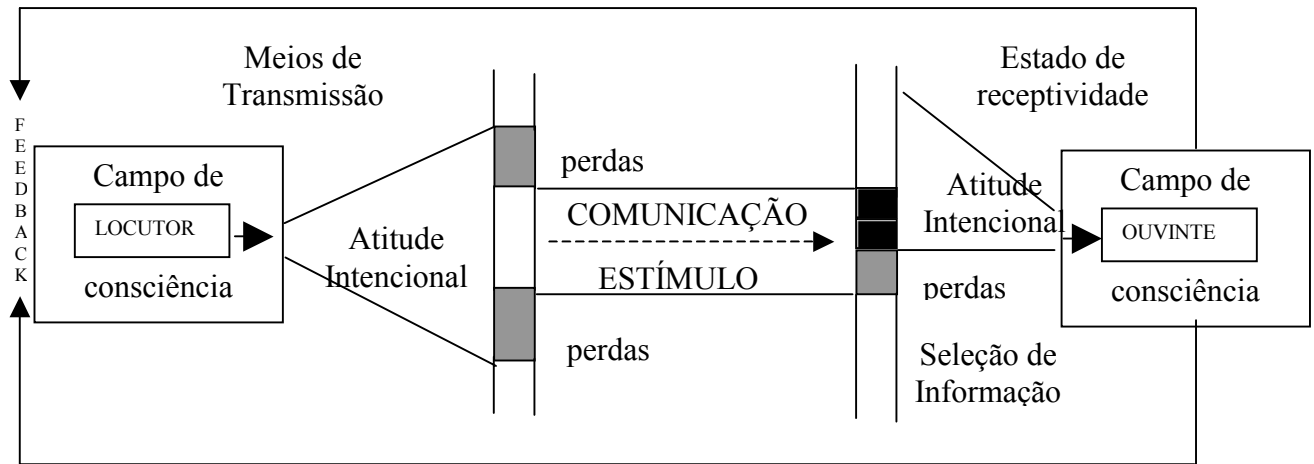 FEEDBACK
Meios de
Transmissão
Campo de
LOCUTOR
consciência
Atitude
Intencional
perdas
COMUNICAÇÃO
ESTÍMULO
perdas
Estado de
receptividade
Atitude
Intencional
perdas
Seleção de
Informação
Campo de
OUVINTE
consciência